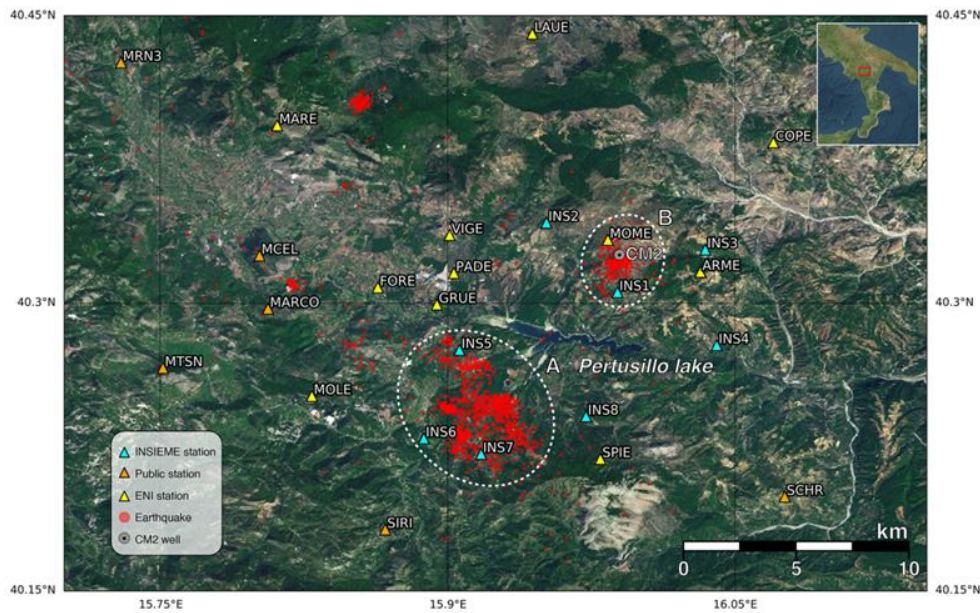 40.45°N
40.45°N
LAUE
MRN3
MARE
COPE
INS2
B
VIGE
MOME
MCEL
CM2
INS3
PADE
ARME
FORE
INS1
40.3°N
MARCO
GRUE
40.3°N
INS5
INS4
MTSN
A
Pertusillo lake
MOLE
INS8
INS6
INS7
SPIE
INSIEME station
Public station
ENI station
Earthquake
CM2 well
SCHR
SIRI
km
0
5
10
40.15°N
40.15°N
15.75°E
15.9°E
16.05°E